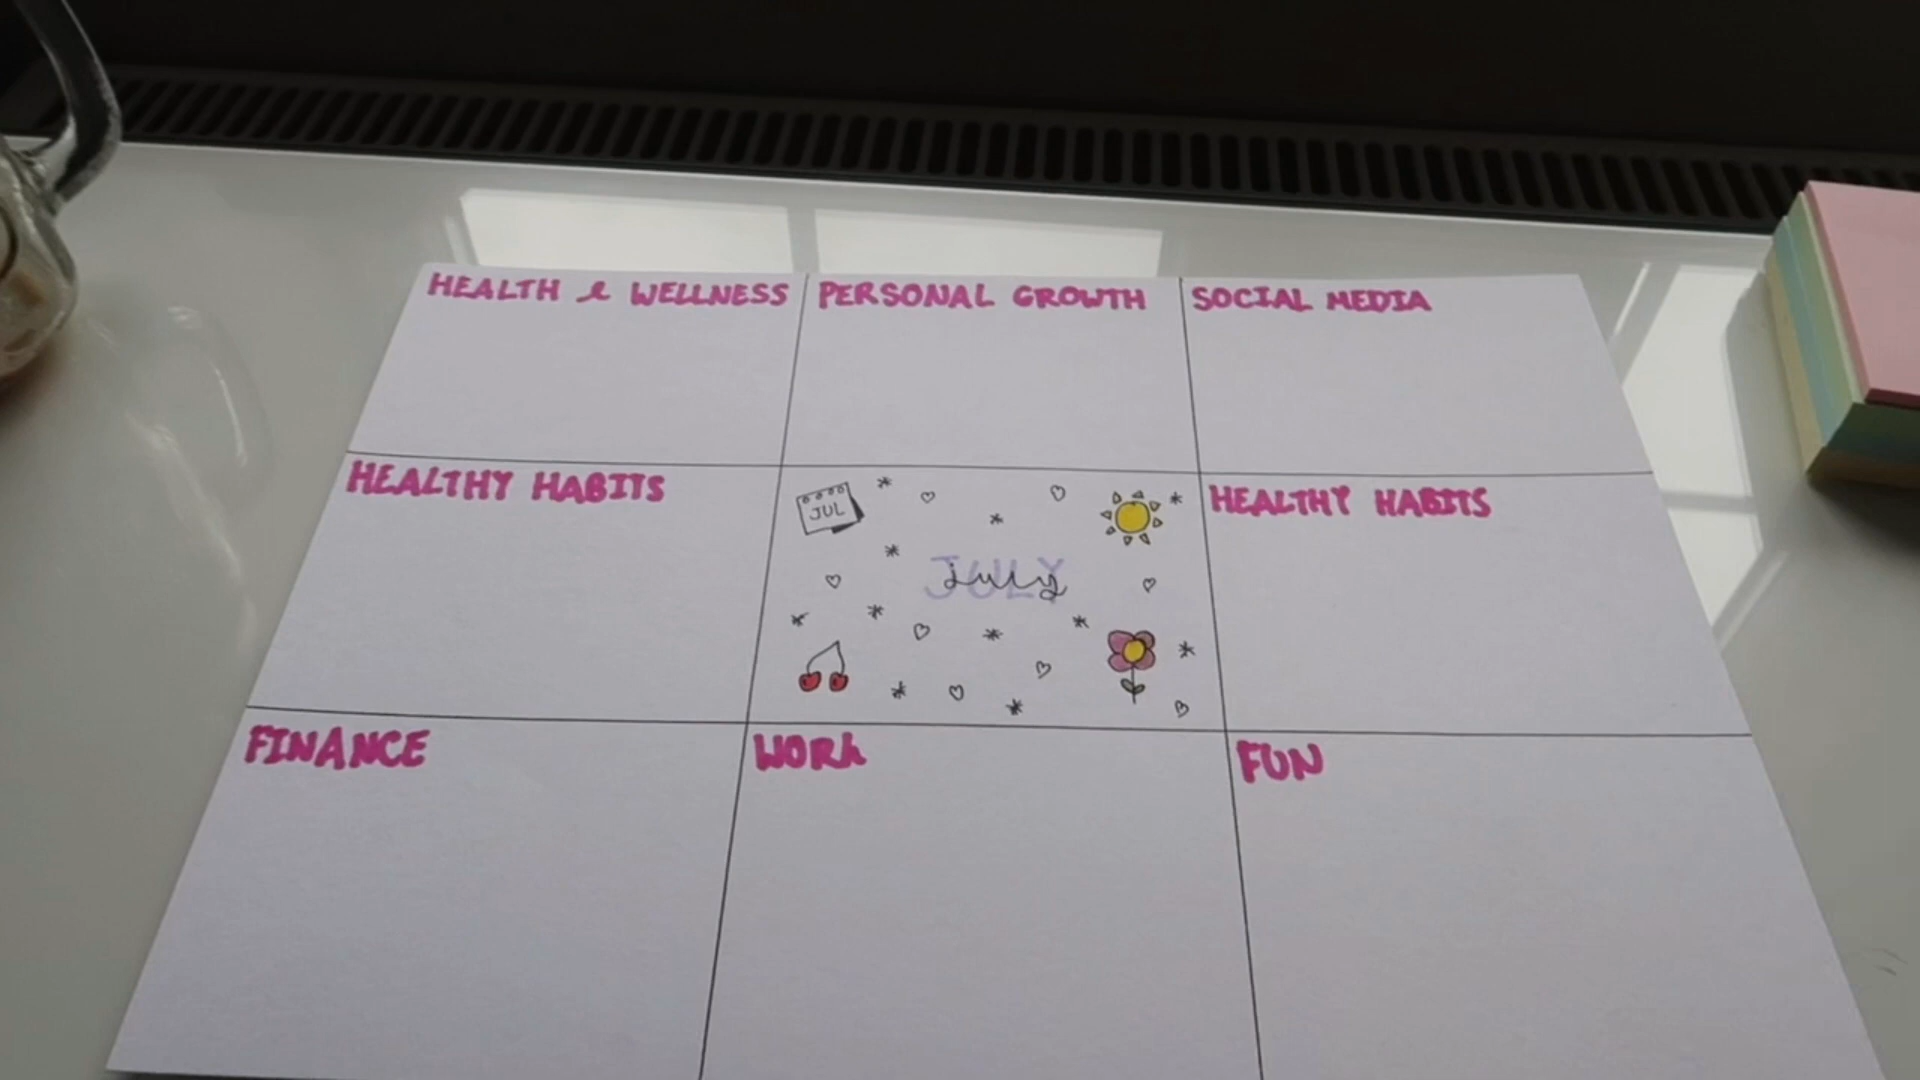 HEALTH & WELLNESS
PERSONAL GROWTH
SOCIAL MEDIA
HEALTHY HABITS
JUL
JULY
july
HEALTHY HABITS
FINANCE
WORK
FUN